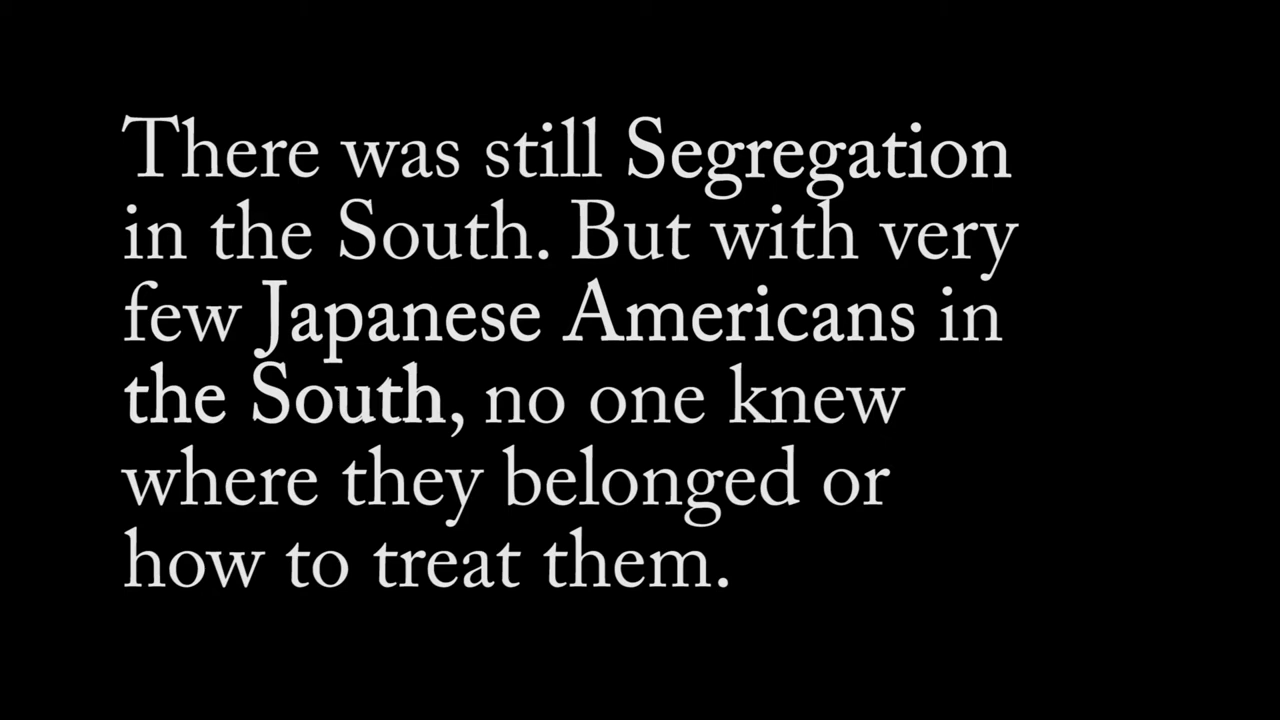 There was still Segregation
in the South. But with very
few Japanese Americans in
the South, no one knew
where they belonged or
how to treat them.